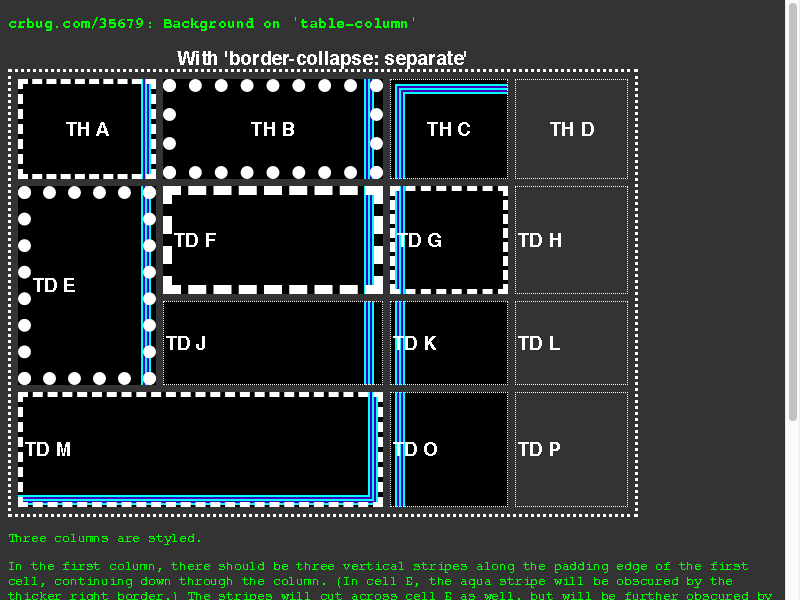 crbug.com/35679: Background on 'table-column'
With 'border-collapse: separate'
TH A TH B TH C TH D
TD E TD F TD G TD H
TD J TD K TD L
TD M TD O TD P
Three columns are styled.
In the first column, there should be three vertical stripes along the padding edge of the first
cell, continuing down through the column. (In cell E, the aqua stripe will be obscured by the
thicker right border.) The stripes will cut across cell E as well, but will be further obscured by